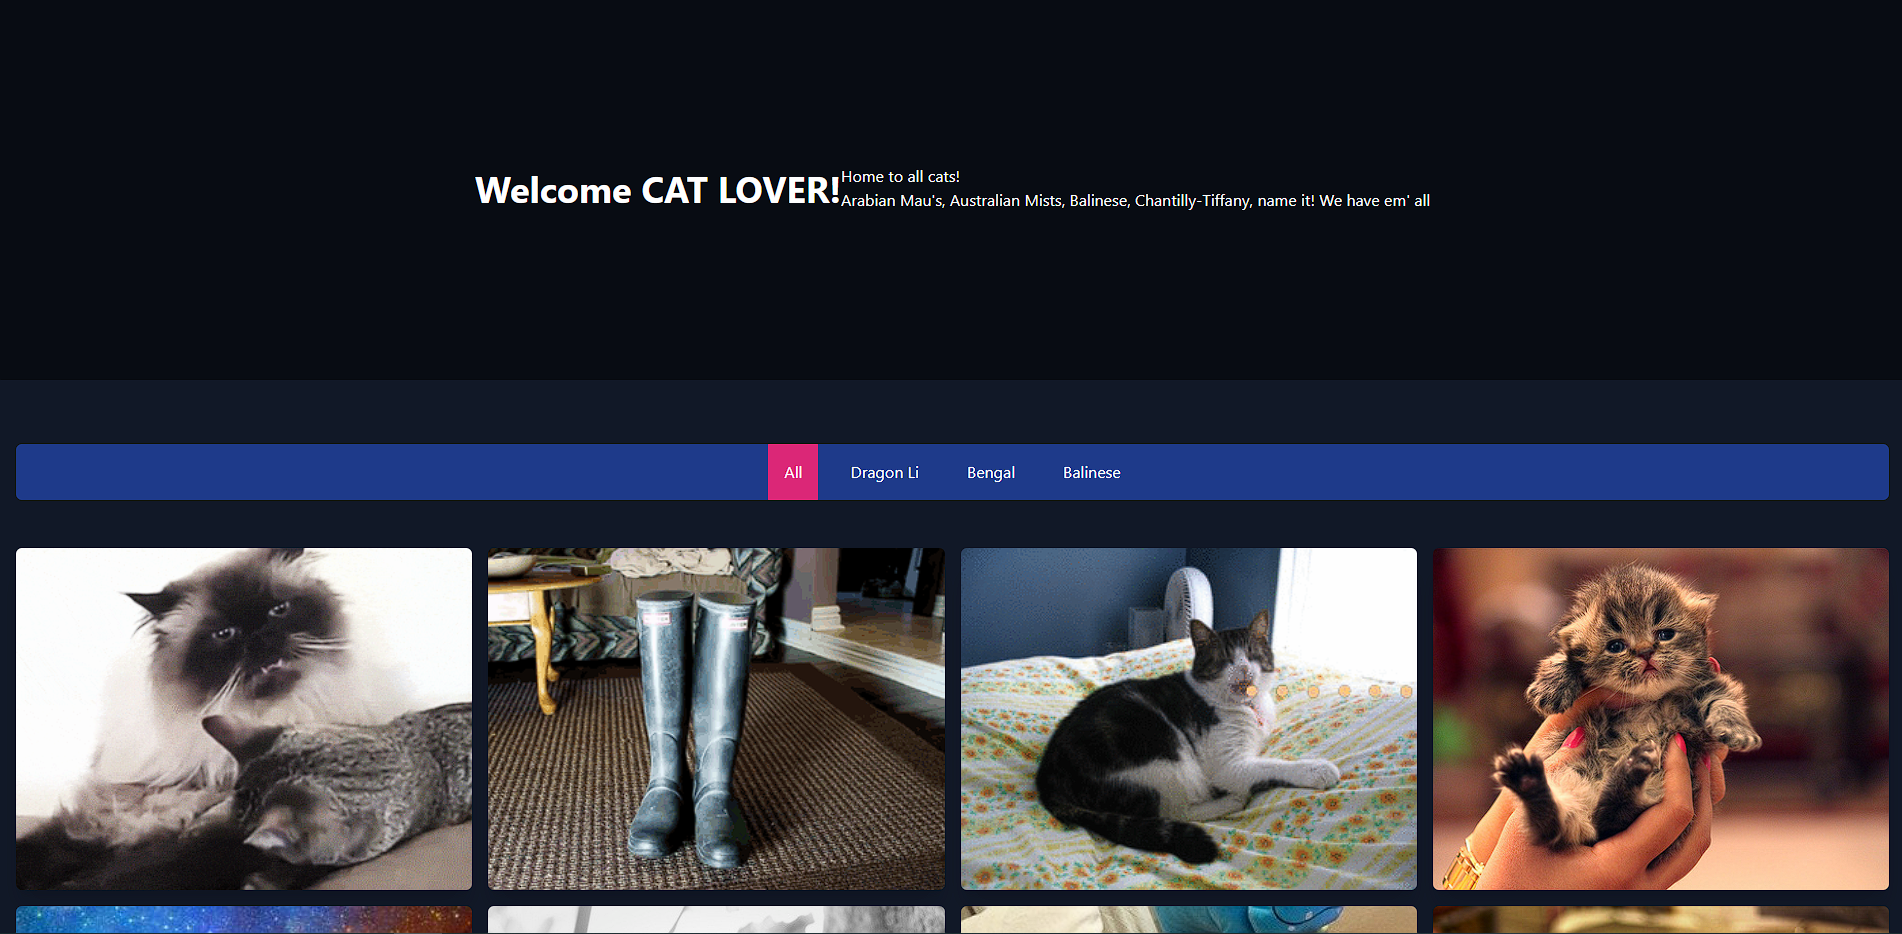 Welcome CAT LOVER!
Home to all cats!
Arabian Mau's, Australian Mists, Balinese, Chantilly-Tiffany, name it! We have em' all
All
Dragon Li
Bengal
Balinese